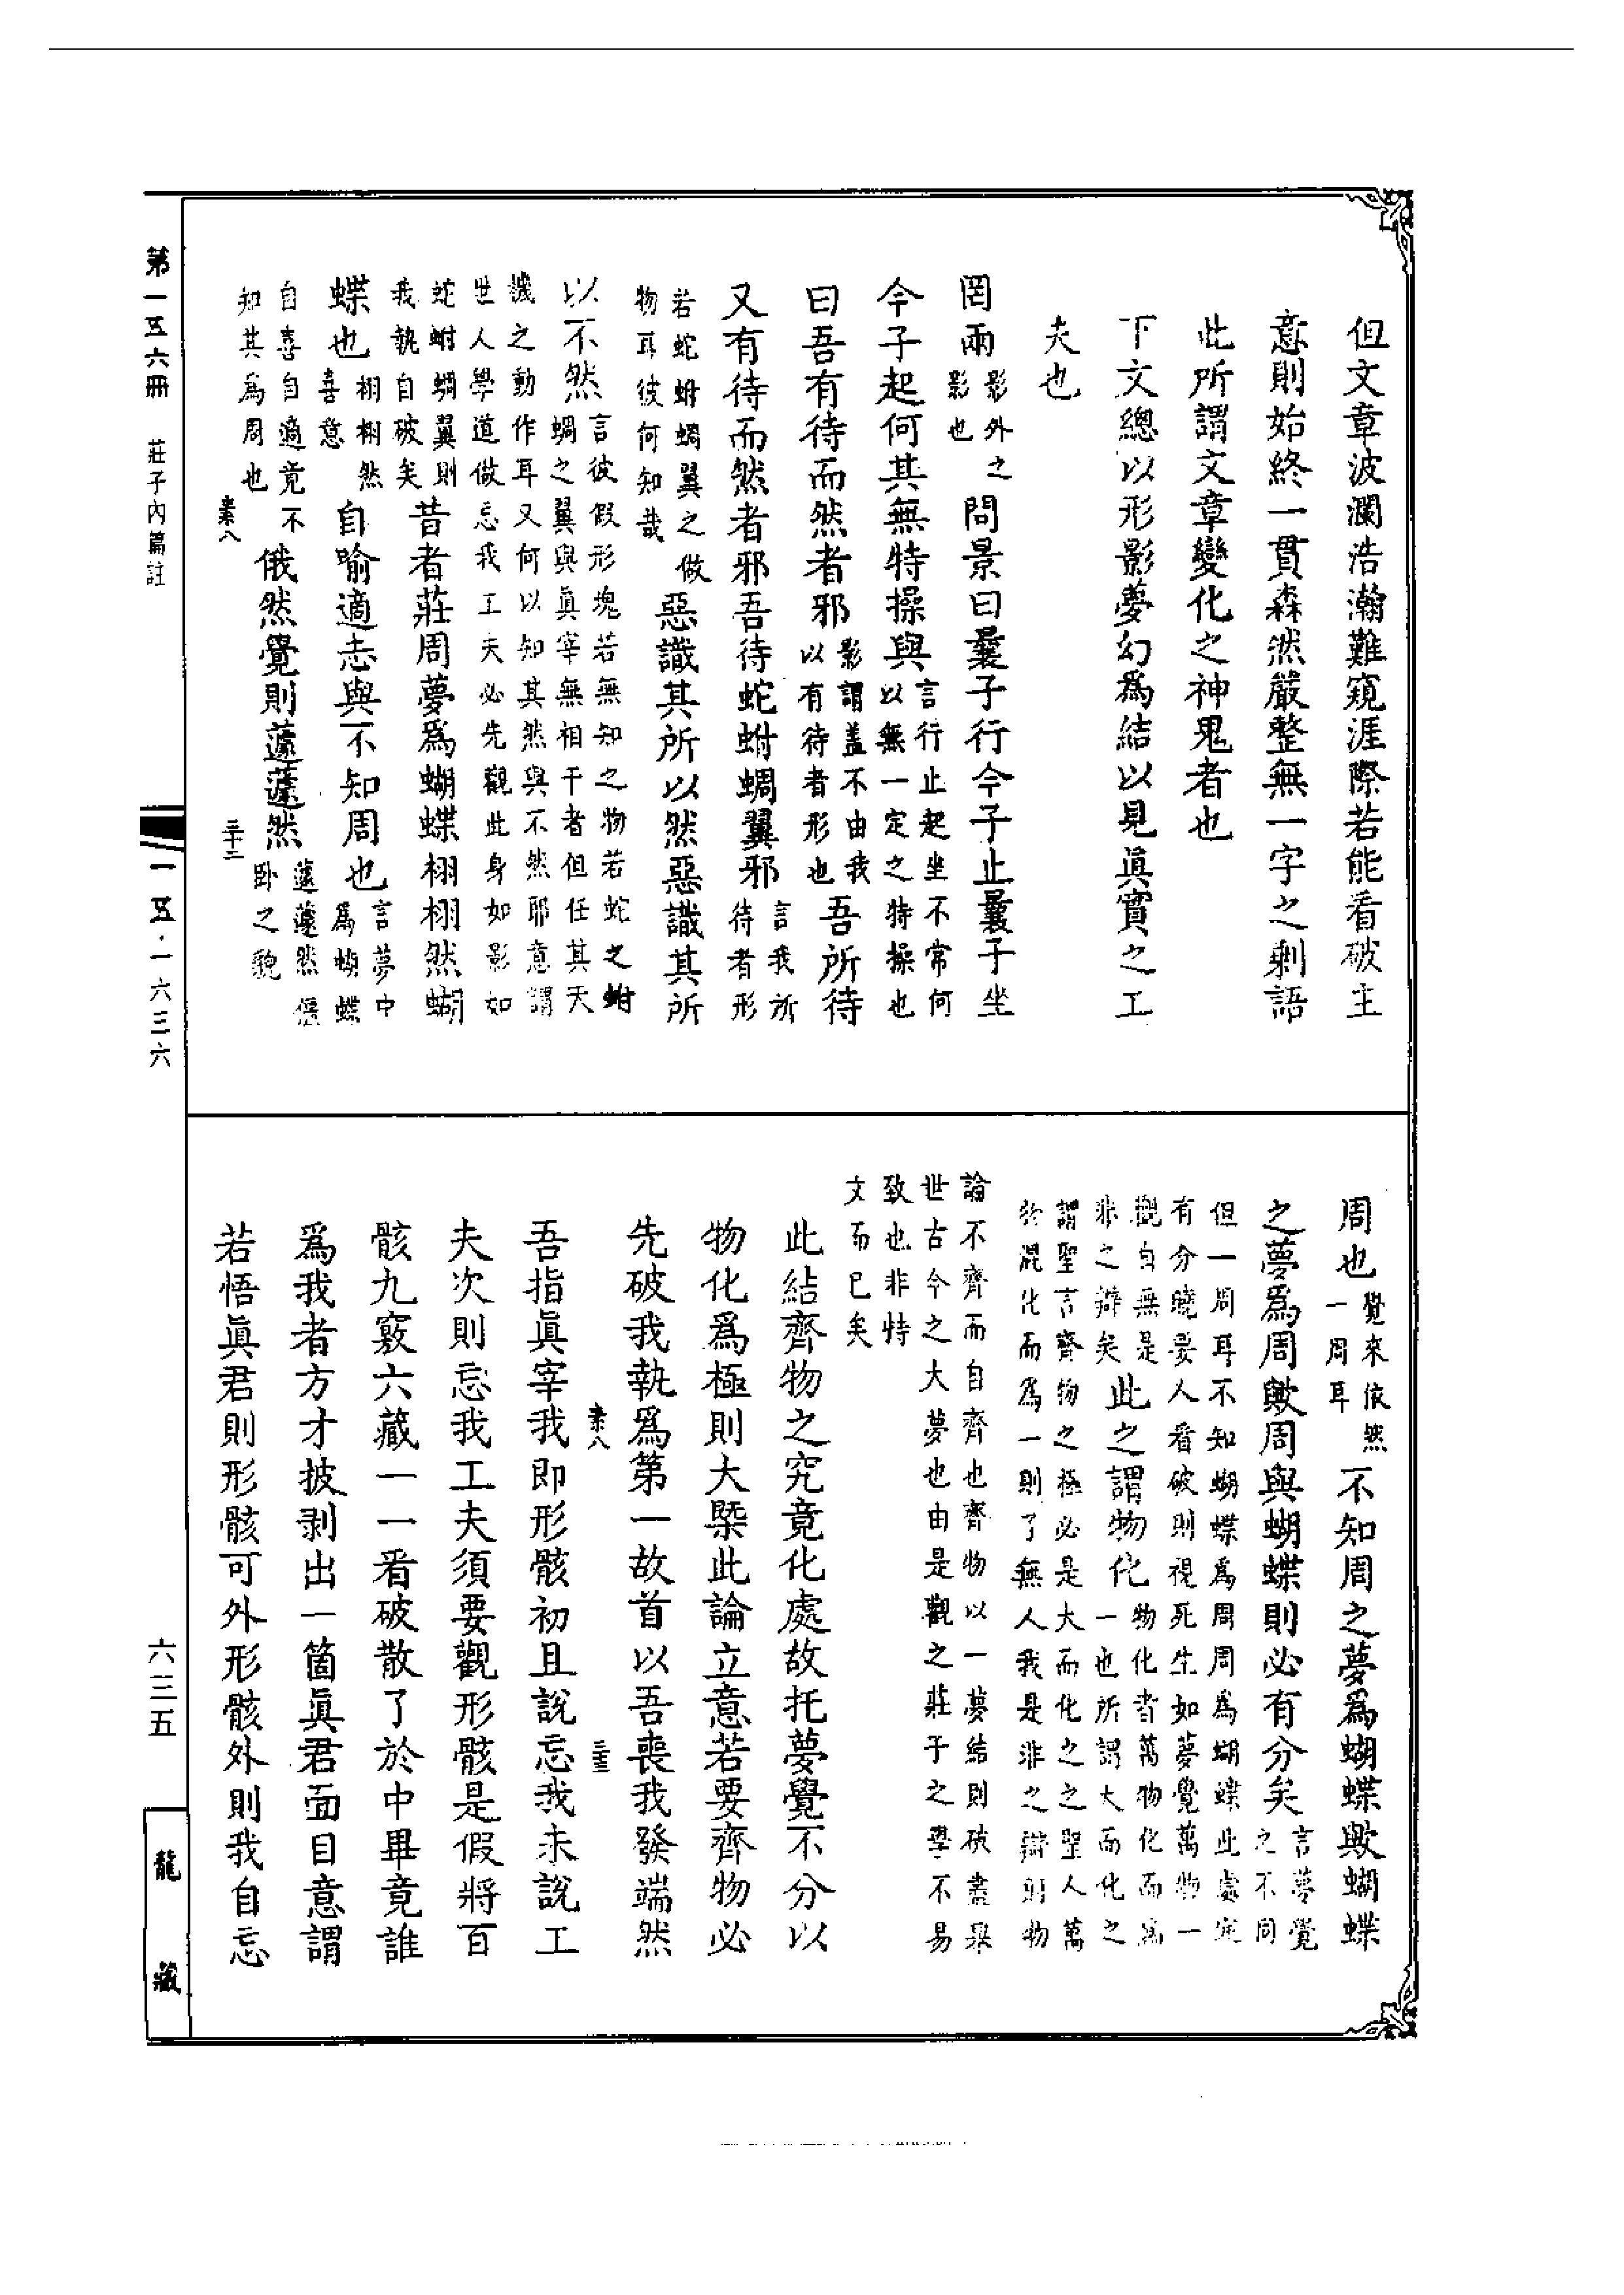 但文章波瀾浩瀚難窺涯際若能看破主
意則始終一貫森然嚴整無一字之剩語
此所謂文章變化之神鬼者也
下文總以形影夢幻爲結以見眞實之工
夫也
罔兩影外之影也問景曰曩子行今子止曩子坐
今子起何其無特操與言行止起坐不常何以無一定之特操也
曰吾有待而然者邪影謂盖不由我以有待者形也吾所待
又有待而然者邪吾待蛇蚹蜩翼邪言我所待者形
若蛇蚹蜩翼之做物耳彼何知哉惡識其所以然惡識其所
以不然言彼假形塊若無知之物若蛇之蚹蜩之翼與眞宰無相干者但任其天
機之動作耳又何以知其然與不然耶意謂
世人學道做忘我工夫必先觀此身如影如
蛇蚹蜩翼則我執自破矣昔者莊周夢爲蝴蝶栩栩然蝴
蝶也栩栩然喜意自喻適志與不知周也言夢中爲蝴蝶
自喜自適竟不知其爲周也俄然覺則蘧蘧然蘧蘧然偃臥之貌
素八
三十二
周也覺來依然一周耳不知周之夢爲蝴蝶歟蝴蝶
之夢爲周歟周與蝴蝶則必有分矣言夢覺之不同
但一周耳不知蝴蝶爲周周爲蝴蝶此處定
有分曉要人看破則視死生如夢覺萬物一
觀自無是非之辯矣此之謂物化物化者萬物化而爲一也所謂大而化之
謂聖言齊物之極必是大而化之之聖人萬
於混化而爲一則了無人我是非之辯則物
論不齊而自齊也齊物以一夢結則破盡舉
世古今之大夢也由是觀之莊子之學不易
致也非特
文而已矣
此結齊物之究竟化處故托夢覺不分以
物化爲極則大槩此論立意若要齊物必
先破我執爲第一故首以吾喪我發端然
素八
三十三
吾指眞宰我即形骸初且說忘我未說工
夫次則忘我工夫須要觀形骸是假將百
骸九竅六藏一一看破散了於中畢竟誰
爲我者方才披剥出一箇眞君面目意謂
若悟眞君則形骸可外形骸外則我自忘
第一五六冊 莊子內篇註
一五·一六三六
六三五
龍藏